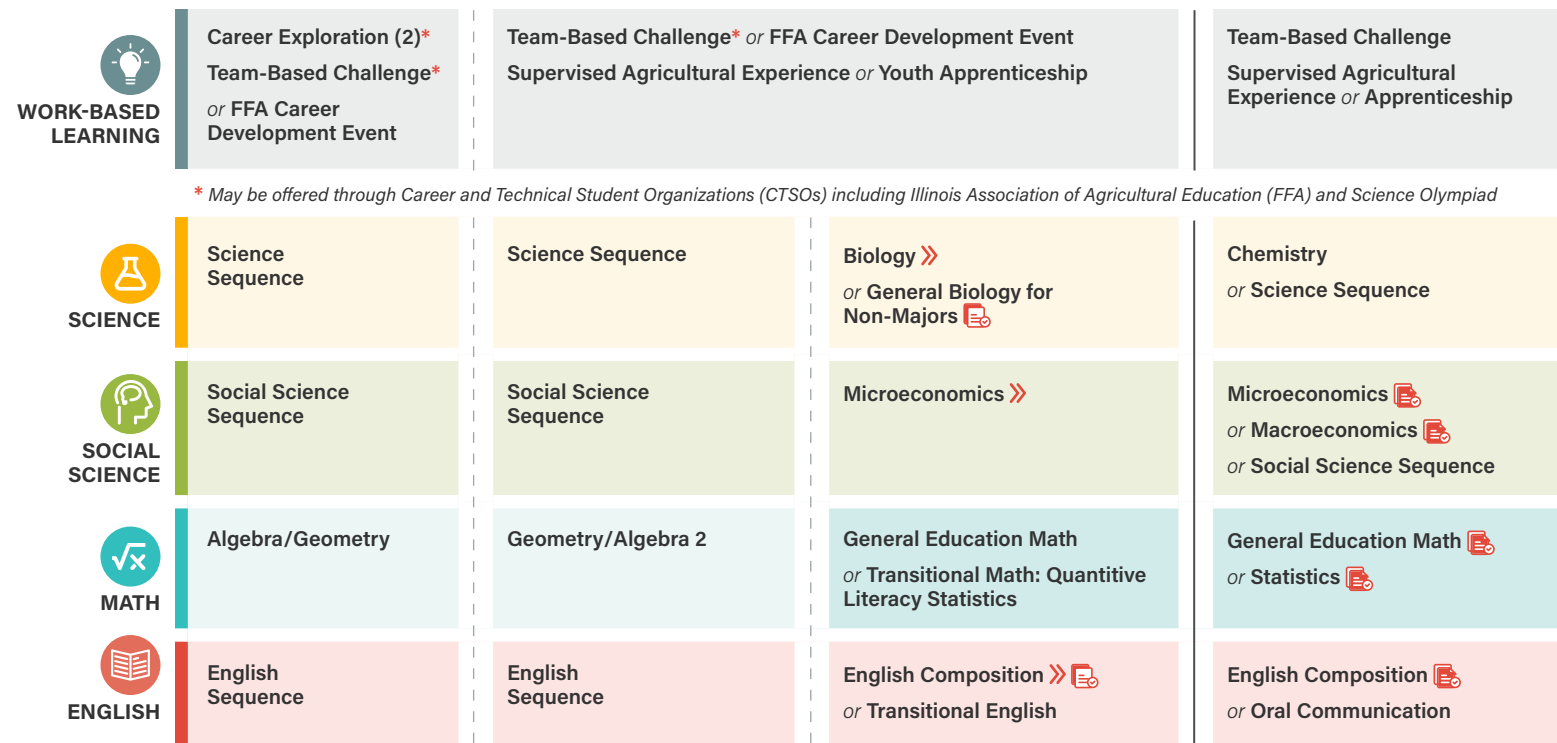 WORK-BASED
LEARNING
Career Exploration (2)*
Team-Based Challenge*
or FFA Career
Development Event
Team-Based Challenge* or FFA Career Development Event
Supervised Agricultural Experience or Youth Apprenticeship
Team-Based Challenge
Supervised Agricultural
Experience or Apprenticeship
* May be offered through Career and Technical Student Organizations (CTSOs) including Illinois Association of Agricultural Education (FFA) and Science Olympiad
SCIENCE
Science
Sequence
Science Sequence
Biology »
or General Biology for
Non-Majors
Chemistry
or Science Sequence
SOCIAL
SCIENCE
Social Science
Sequence
Social Science
Sequence
Microeconomics »
Microeconomics
or Macroeconomics
or Social Science Sequence
√x
MATH
Algebra/Geometry
Geometry/Algebra 2
General Education Math
or Transitional Math: Quantitive
Literacy Statistics
General Education Math
or Statistics
ENGLISH
English
Sequence
English
Sequence
English Composition »
or Transitional English
English Composition
or Oral Communication